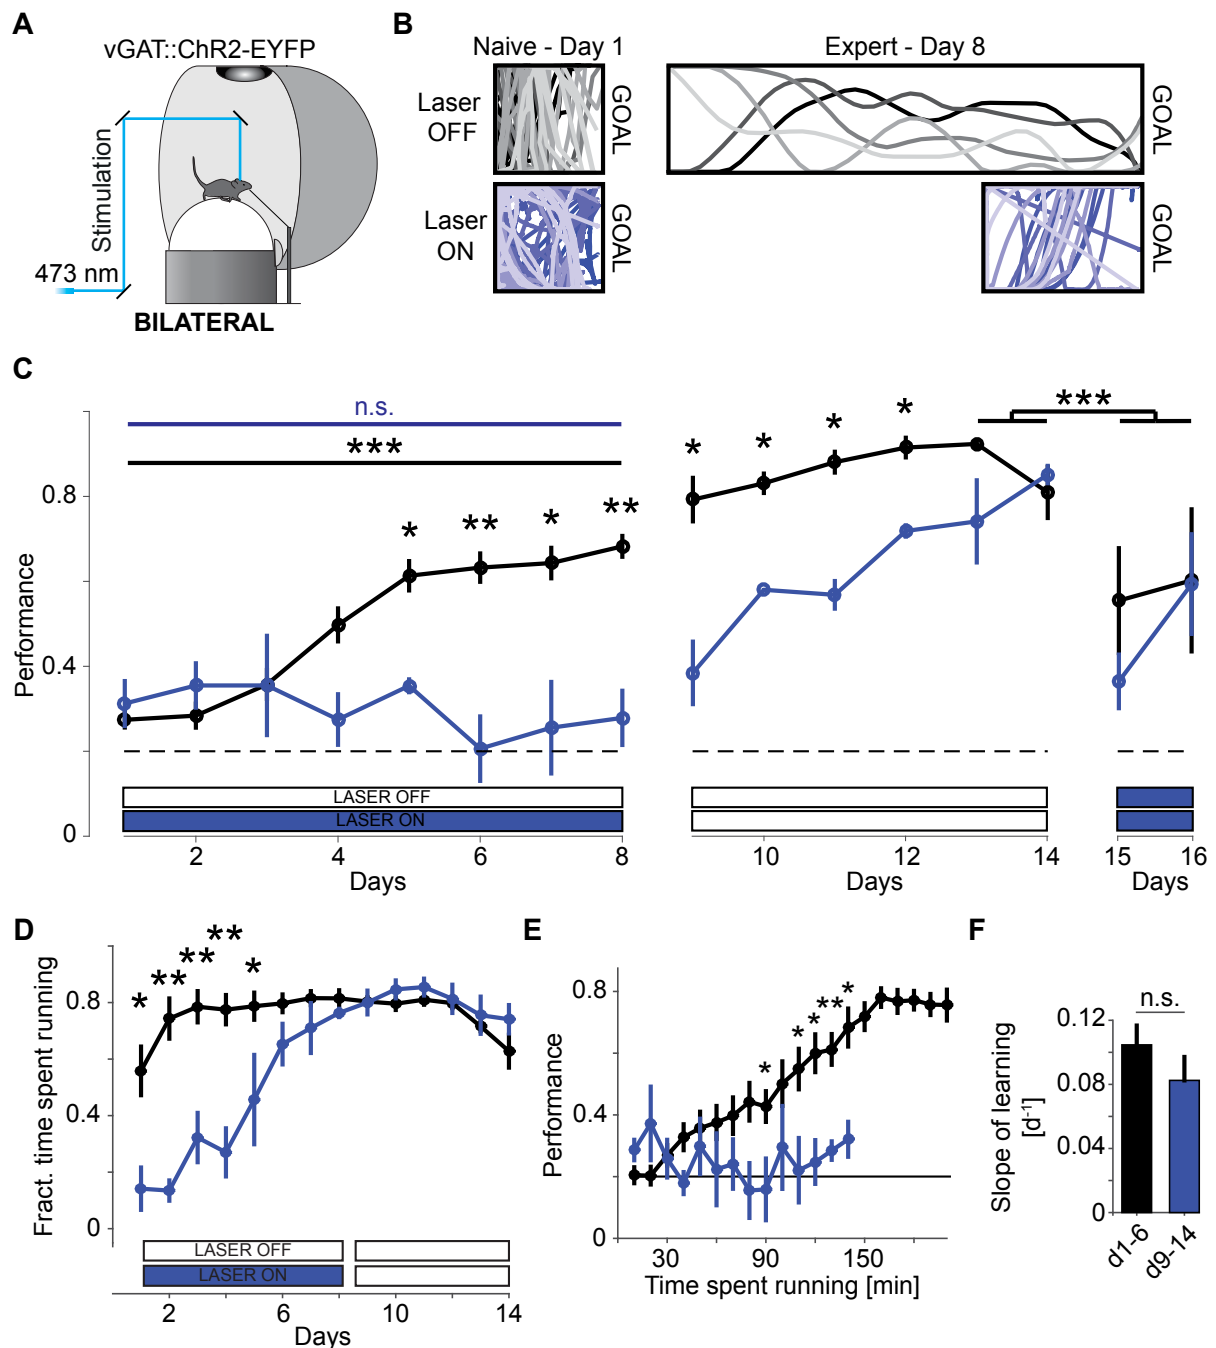 A
vGAT::ChR2-EYFP
Stimulation
473 nm
BILATERAL
B
Naive - Day 1
Expert - Day 8
Laser
OFF
GOAL
GOAL
Laser
ON
GOAL
GOAL
C
n.s.
***
* ** * **
* * * *
***
Performance
0.8
0.4
0
LASER OFF
LASER ON
2 4 6 8
Days
10 12 14
Days
15 16
Days
D
* ** ** ** *
Fract. time spent running
0.8
0.4
0
LASER OFF
LASER ON
2 6 10 14
Days
E
* * * ** *
Performance
0.8
0.4
0
30 90 150
Time spent running [min]
F
n.s.
Slope of learning
[d-1]
0.12
0.08
0.04
0
d1-6
d9-14